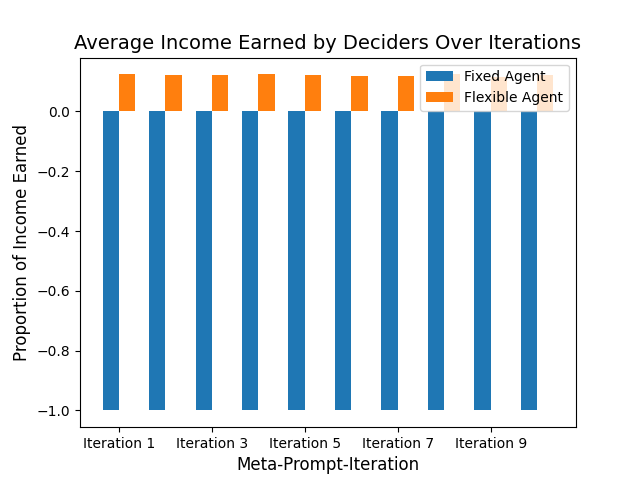 Average Income Earned by Deciders Over Iterations
Fixed Agent
Flexible Agent
Proportion of Income Earned
0.0
−0.2
−0.4
−0.6
−0.8
−1.0
Iteration 1 Iteration 3 Iteration 5 Iteration 7 Iteration 9
Meta-Prompt-Iteration